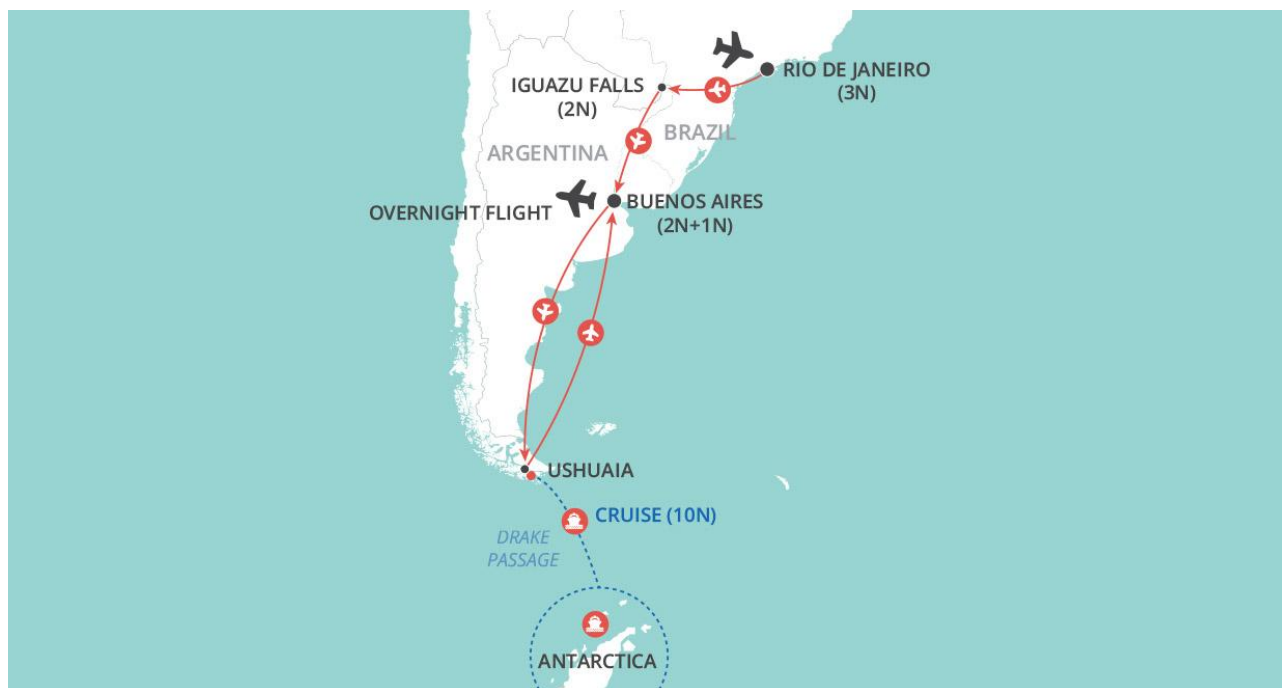 RIO DE JANEIRO
(3N)
IGUAZU FALLS
(2N)
BRAZIL
ARGENTINA
BUENOS AIRES
(2N+1N)
OVERNIGHT FLIGHT
USHUAIA
CRUISE (10N)
DRAKE
PASSAGE
ANTARCTICA